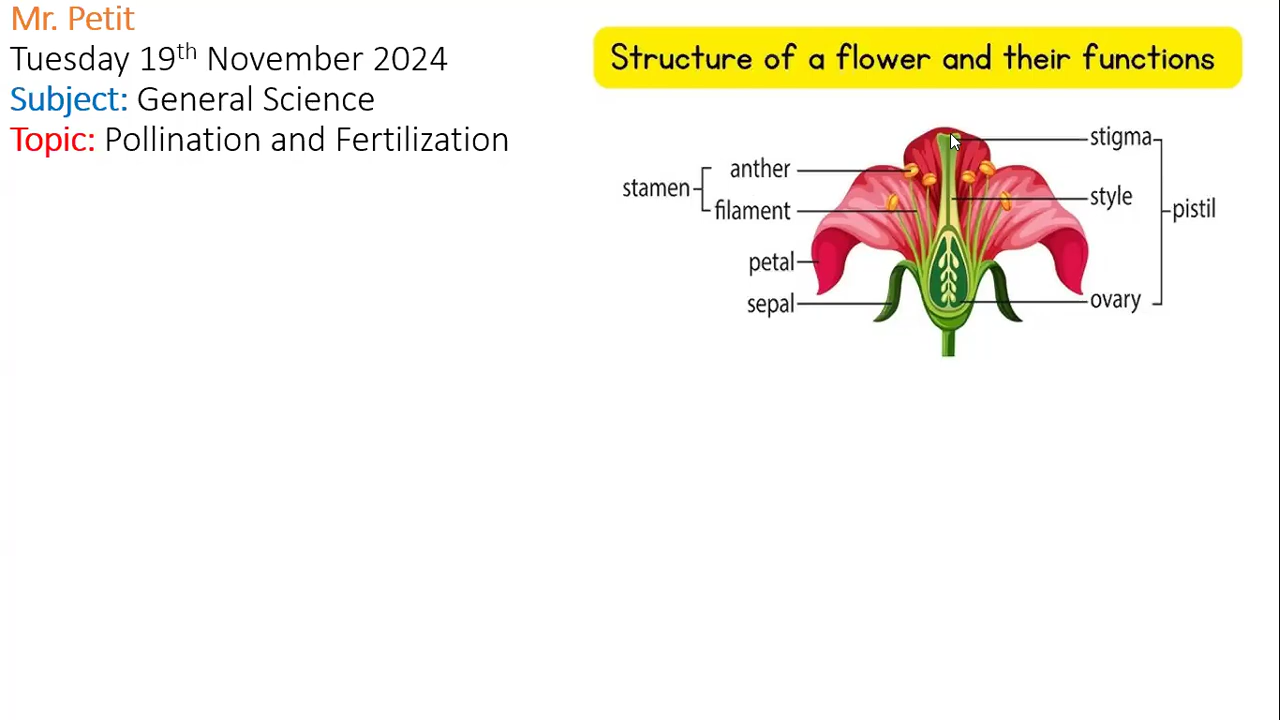 Mr. Petit
Tuesday 19th November 2024
Subject: General Science
Topic: Pollination and Fertilization
Structure of a flower and their functions
stigma
anther
stamen
style
filament
pistil
petal
sepal
ovary